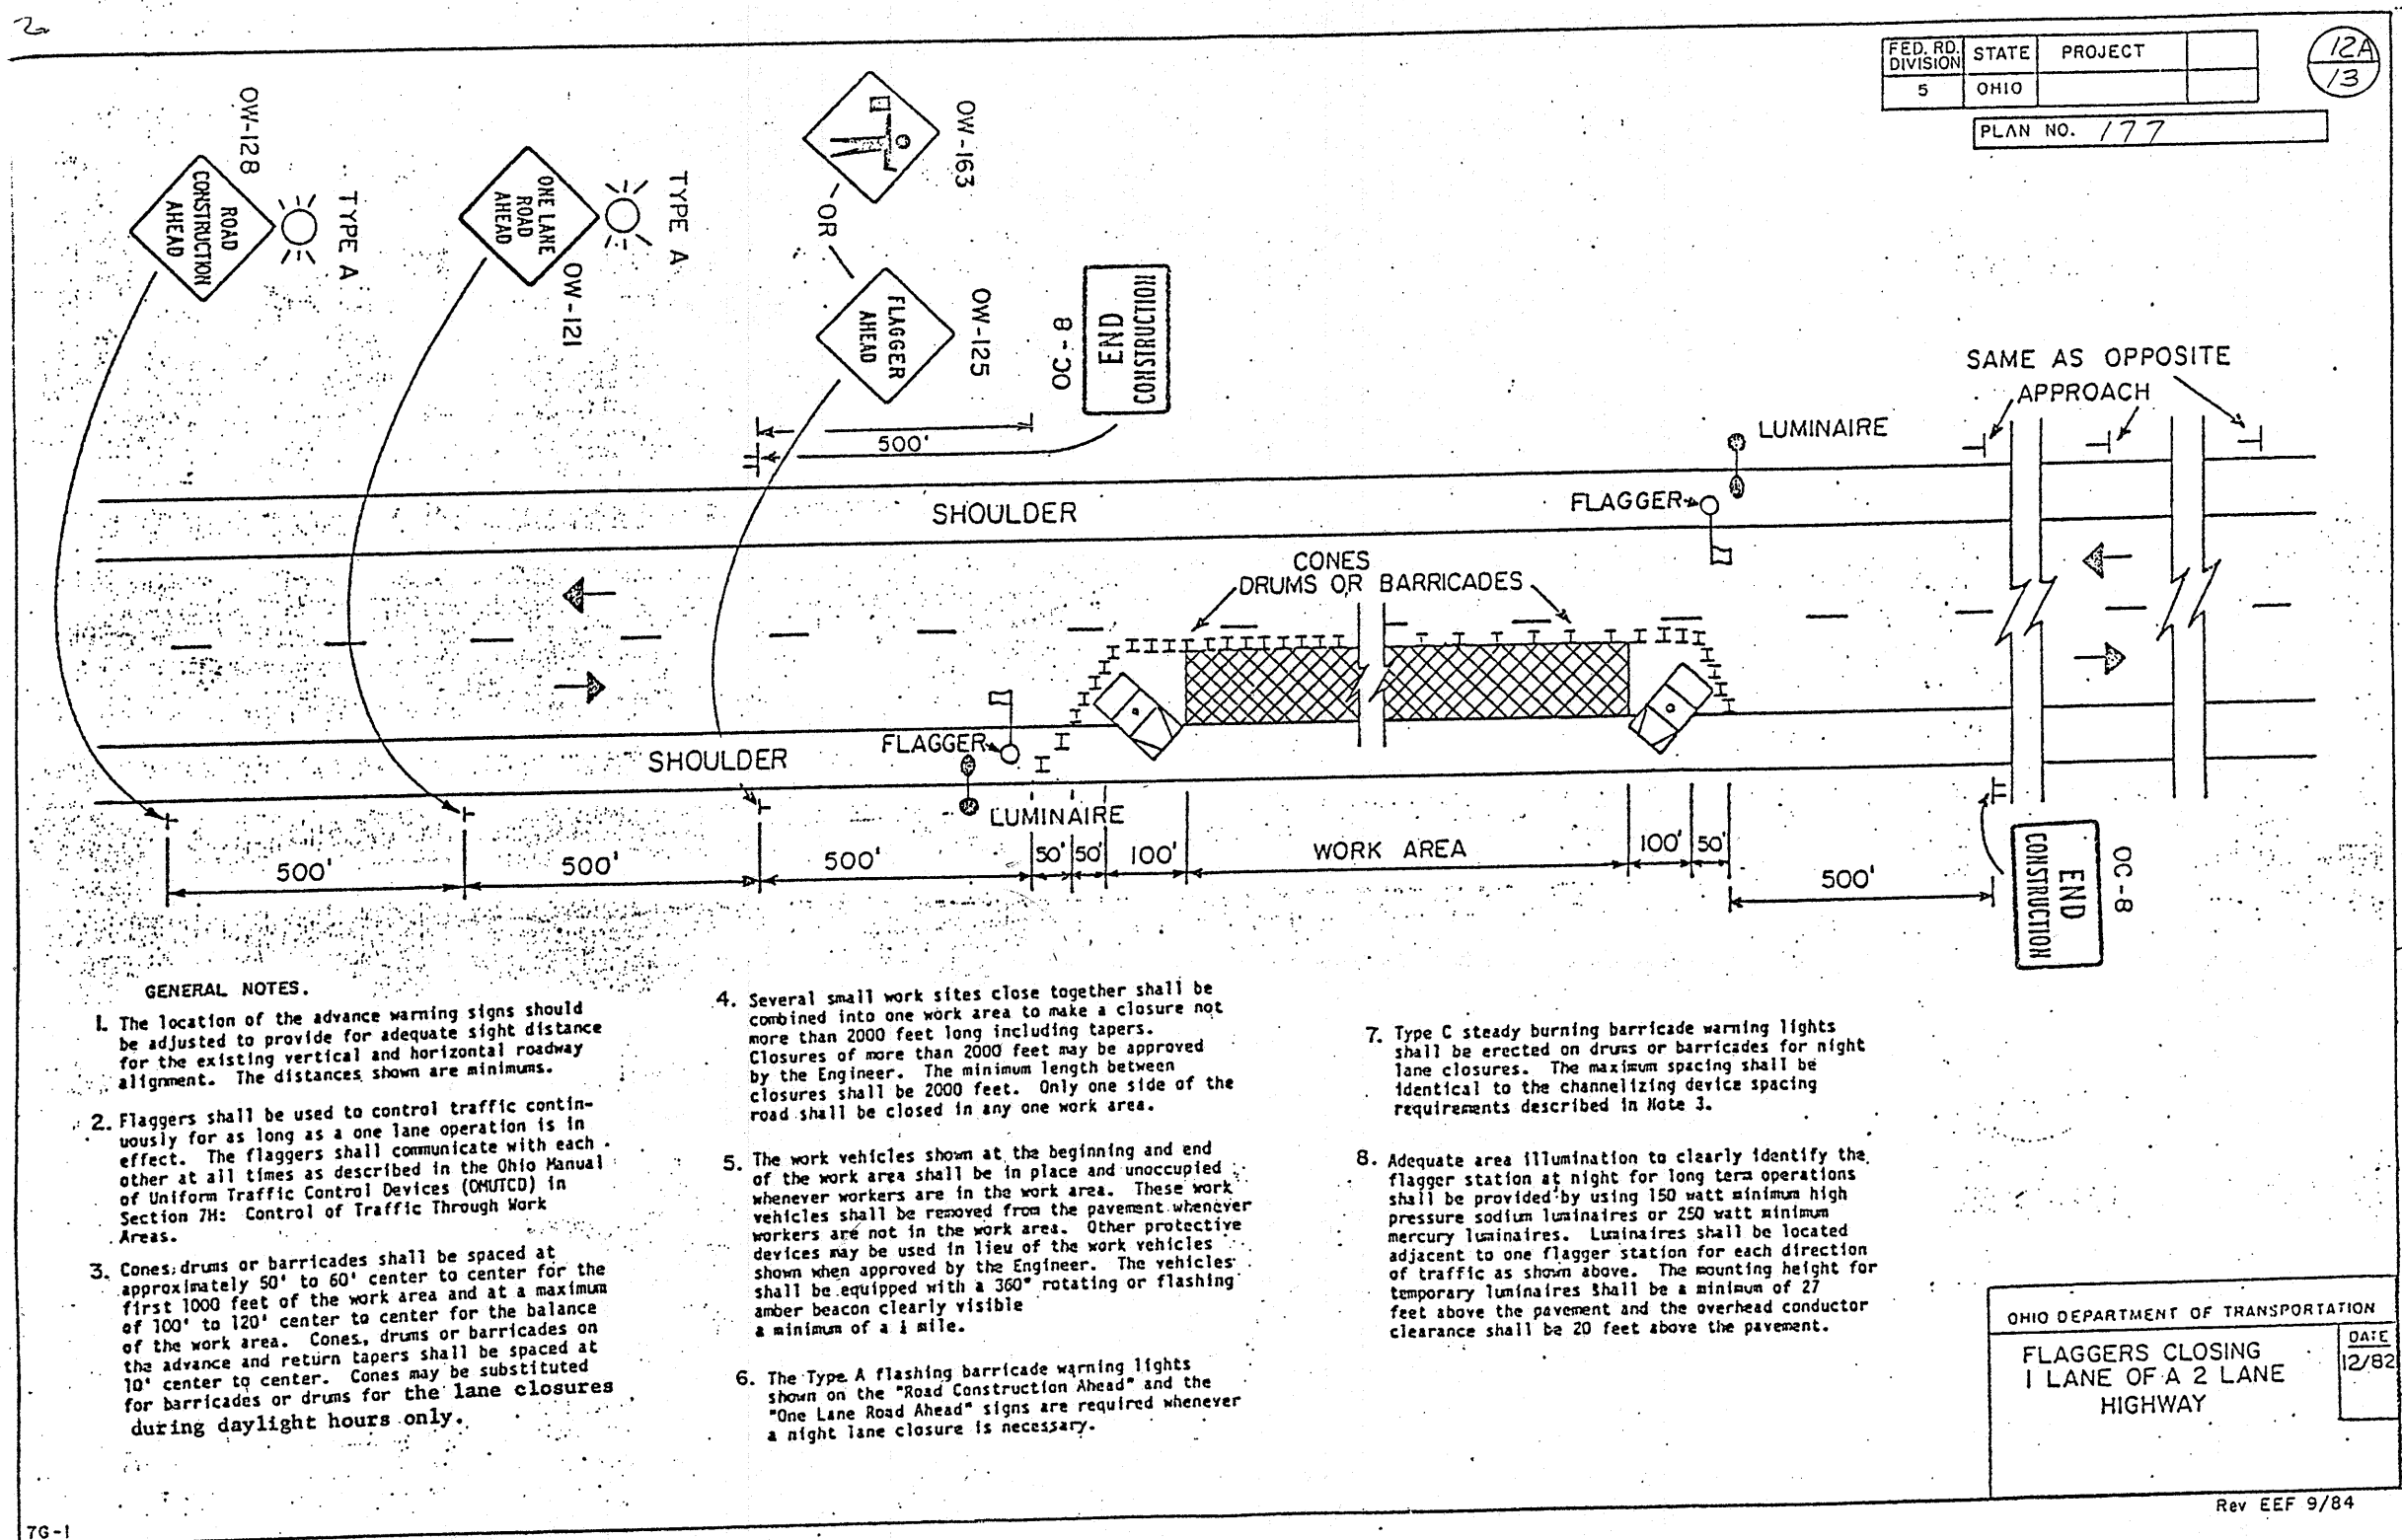 FED. RD. DIVISION STATE PROJECT
5 OHIO
12A
13
PLAN NO. 177
OW-128
ROAD
CONSTRUCTION
AHEAD
TYPE A
ONE LANE
ROAD
AHEAD
OW-121
TYPE A
OW-163
-OR-
FLAGGER
AHEAD
OW-125
OC-8
END
CONSTRUCTION
500'
SAME AS OPPOSITE
APPROACH
LUMINAIRE
FLAGGER
SHOULDER
CONES
DRUMS OR BARRICADES
FLAGGER
SHOULDER
LUMINAIRE
500' 500' 500' 50' 50' 100' WORK AREA 100' 50' 500'
END
CONSTRUCTION
OC-8
GENERAL NOTES.
1. The location of the advance warning signs should
be adjusted to provide for adequate sight distance
for the existing vertical and horizontal roadway
alignment. The distances shown are minimums.
2. Flaggers shall be used to control traffic contin-
uously for as long as a one lane operation is in
effect. The flaggers shall communicate with each
other at all times as described in the Ohio Manual
of Uniform Traffic Control Devices (OMUTCD) in
Section 7H: Control of Traffic Through Work
Areas.
3. Cones, drums or barricades shall be spaced at
approximately 50' to 60' center to center for the
first 1000 feet of the work area and at a maximum
of 100' to 120' center to center for the balance
of the work area. Cones, drums or barricades on
the advance and return tapers shall be spaced at
10' center to center. Cones may be substituted
for barricades or drums for the lane closures
during daylight hours only.
4. Several small work sites close together shall be
combined into one work area to make a closure not
more than 2000 feet long including tapers.
Closures of more than 2000 feet may be approved
by the Engineer. The minimum length between
closures shall be 2000 feet. Only one side of the
road shall be closed in any one work area.
5. The work vehicles shown at the beginning and end
of the work area shall be in place and unoccupied
whenever workers are in the work area. These work
vehicles shall be removed from the pavement whenever
workers are not in the work area. Other protective
devices may be used in lieu of the work vehicles
shown when approved by the Engineer. The vehicles
shall be equipped with a 360° rotating or flashing
amber beacon clearly visible
a minimum of a mile.
6. The Type A flashing barricade warning lights
shown on the "Road Construction Ahead" and the
"One Lane Road Ahead" signs are required whenever
a night lane closure is necessary.
7. Type C steady burning barricade warning lights
shall be erected on drums or barricades for night
lane closures. The maximum spacing shall be
identical to the channelizing device spacing
requirements described in Note 3.
8. Adequate area illumination to clearly identify the
flagger station at night for long term operations
shall be provided by using 150 watt minimum high
pressure sodium luminaires or 250 watt minimum
mercury luminaires. Luminaires shall be located
adjacent to one flagger station for each direction
of traffic as shown above. The mounting height for
temporary luminaires Shall be a minimum of 27
feet above the pavement and the overhead conductor
clearance shall be 20 feet above the pavement.
OHIO DEPARTMENT OF TRANSPORTATION
FLAGGERS CLOSING
1 LANE OF A 2 LANE
HIGHWAY
DATE
12/82
Rev EEF 9/84
7G-1